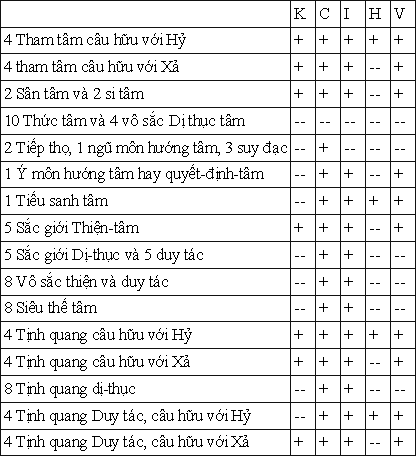 K C I H V
4 Tham tâm câu hữu với Hỷ + + + + +
4 tham tâm câu hữu với Xả + + + -- +
2 Sân tâm và 2 si tâm + + + -- +
10 Thức tâm và 4 vô sắc Dị thục tâm -- -- -- -- --
2 Tiếp thọ, 1 ngũ môn hướng tâm, 3 suy đạc -- + -- -- --
1 Ý môn hướng tâm hay quyết-định-tâm -- + + -- +
1 Tiếu sanh tâm -- + + + +
5 Sắc giới Thiện-tâm + + + -- +
5 Sắc giới Dị-thục và 5 duy tác -- + + -- --
8 Vô sắc thiện và duy tác -- + + -- --
8 Siêu thế tâm -- + + -- --
4 Tịnh quang câu hữu với Hỷ + + + + +
4 Tịnh quang câu hữu với Xả + + + -- +
8 Tịnh quang dị-thục -- + + -- --
4 Tịnh quang Duy tác, câu hữu với Hỷ -- + + + +
4 Tịnh quang Duy tác, câu hữu với Xả + + + -- +